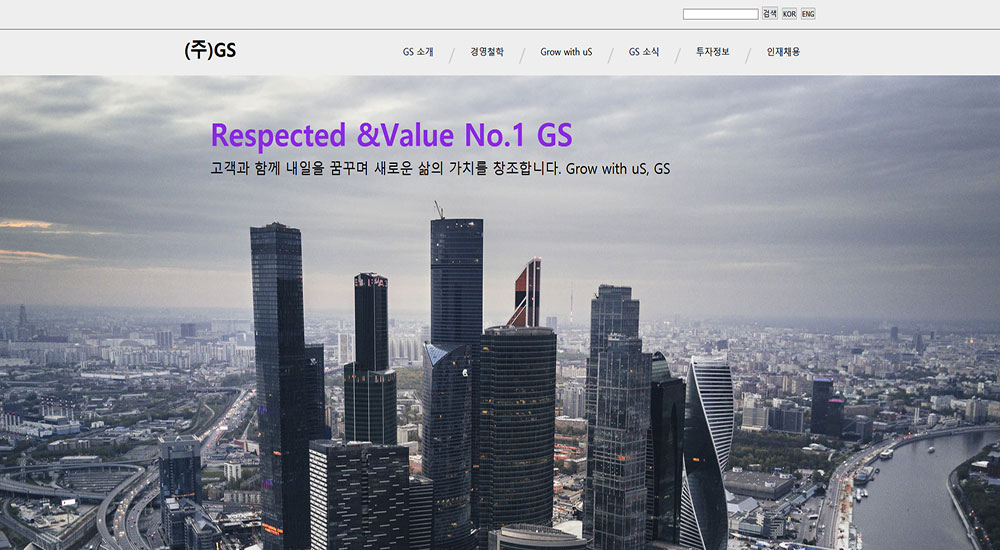 검색 KOR ENG
(주)GS GS 소개 / 경영철학 / Grow with uS / GS 소식 / 투자정보 / 인재채용
Respected &Value No.1 GS
고객과 함께 내일을 꿈꾸며 새로운 삶의 가치를 창조합니다. Grow with uS, GS